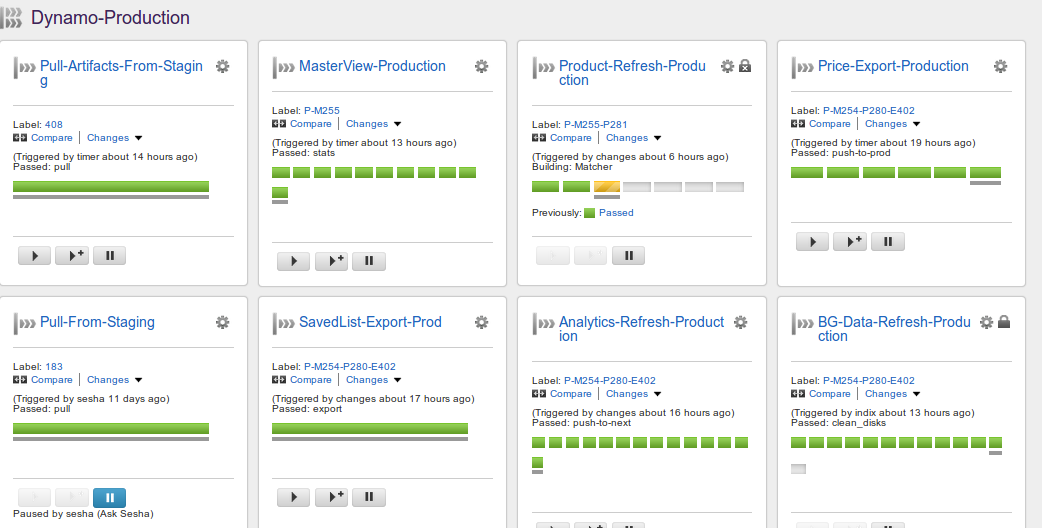 Dynamo-Production
Pull-Artifacts-From-Stagin
g
Label: 408
Compare | Changes
(Triggered by timer about 14 hours ago)
Passed: pull
MasterView-Production
Label: P-M255
Compare | Changes
(Triggered by timer about 13 hours ago)
Passed: stats
Product-Refresh-Produ
ction
Label: P-M255-P281
Compare | Changes
(Triggered by changes about 6 hours ago)
Building: Matcher
Previously: Passed
Price-Export-Production
Label: P-M254-P280-E402
Compare | Changes
(Triggered by timer about 19 hours ago)
Passed: push-to-prod
Pull-From-Staging
Label: 183
Compare | Changes
(Triggered by sesha 11 days ago)
Passed: pull
Paused by sesha (Ask Sesha)
SavedList-Export-Prod
Label: P-M254-P280-E402
Compare | Changes
(Triggered by changes about 17 hours ago)
Passed: export
Analytics-Refresh-Product
ion
Label: P-M254-P280-E402
Compare | Changes
(Triggered by changes about 16 hours ago)
Passed: push-to-next
BG-Data-Refresh-Produ
ction
Label: P-M254-P280-E402
Compare | Changes
(Triggered by indix about 13 hours ago)
Passed: clean_disks